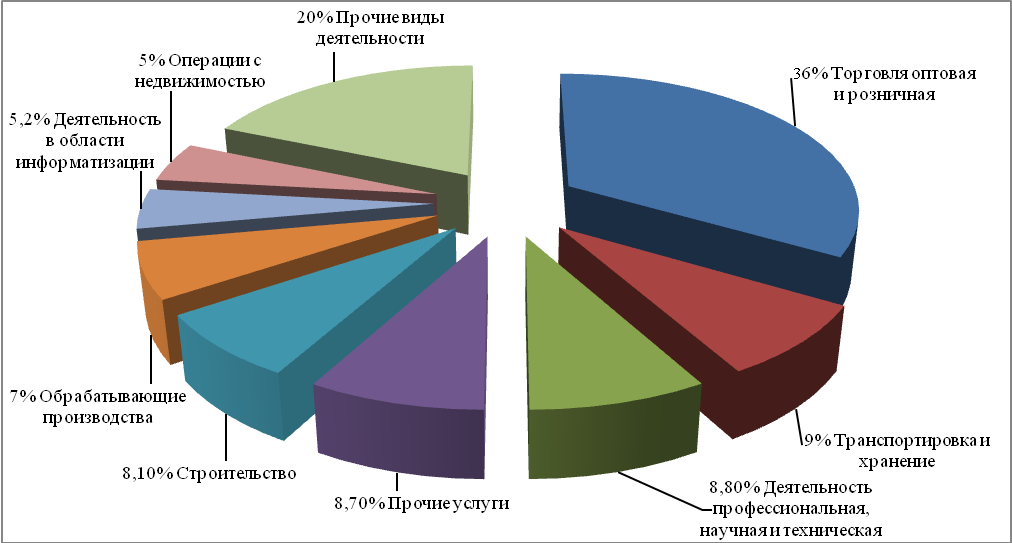 20% Прочие виды
деятельности
5% Операции с
недвижимостью
36% Торговля оптовая
и розничная
5,2% Деятельность
в области
информатизации
7% Обрабатывающие
производства
9% Транспортировка и
хранение
8,10% Строительство
8,70% Прочие услуги
8,80% Деятельность
профессиональная,
научная и техническая